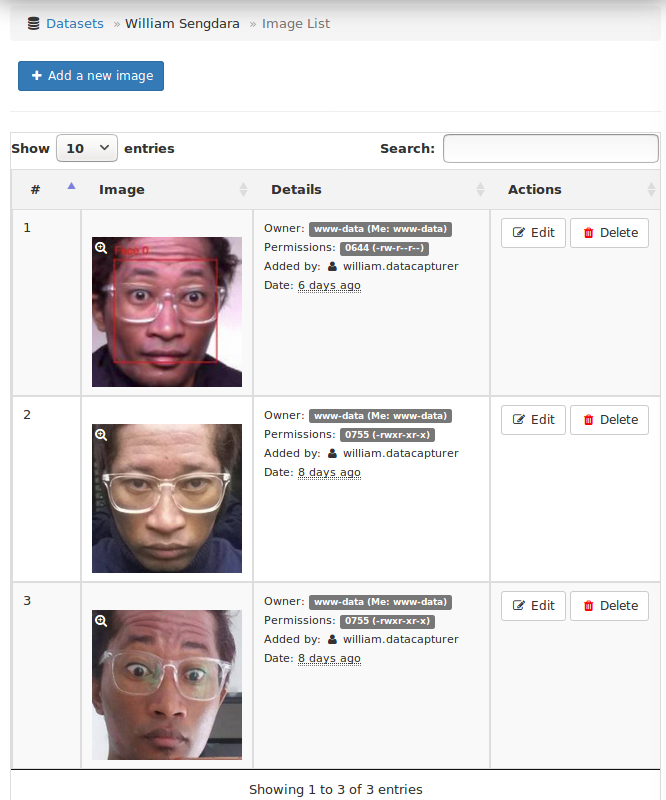 Datasets » William Sengdara » Image List
Add a new image
Show 10 entries
Search:
# Image Details Actions
1
Face 0
Owner: www-data (Me: www-data)
Permissions: 0644 (-rw-r--r--)
Added by: william.datacapturer
Date: 6 days ago
Edit Delete
2
Owner: www-data (Me: www-data)
Permissions: 0755 (-rwxr-xr-x)
Added by: william.datacapturer
Date: 8 days ago
Edit Delete
3
Owner: www-data (Me: www-data)
Permissions: 0755 (-rwxr-xr-x)
Added by: william.datacapturer
Date: 8 days ago
Edit Delete
Showing 1 to 3 of 3 entries